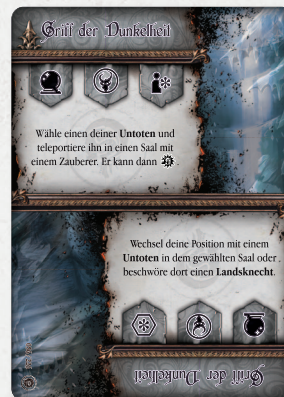 Griff der Dunkelheit
Wähle einen deiner Untoten und
teleportiere ihn in einen Saal mit
einem Zauberer. Er kann dann .
Wechsel deine Position mit einem
Untoten in dem gewählten Saal oder
beschwöre dort einen Landsknecht.
Griff der Dunkelheit